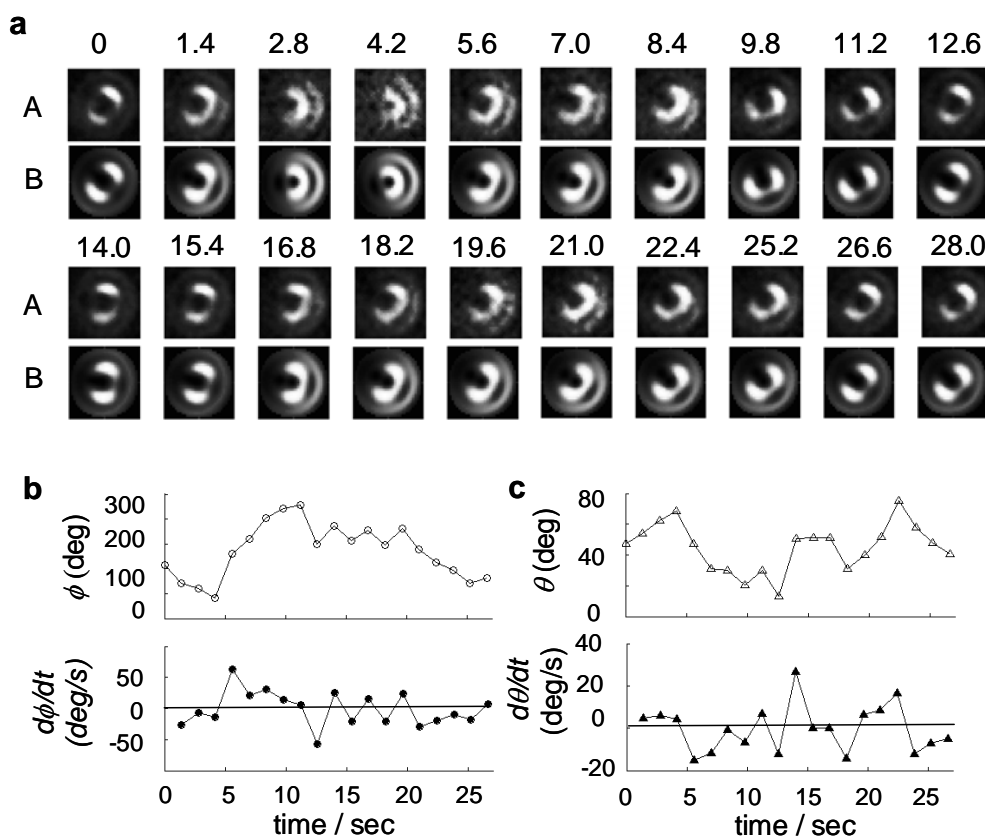 a
0 1.4 2.8 4.2 5.6 7.0 8.4 9.8 11.2 12.6
A
B
14.0 15.4 16.8 18.2 19.6 21.0 22.4 25.2 26.6 28.0
A
B
b
300
200
100
0
ϕ (deg)
50
0
-50
dϕ/dt
(deg/s)
0 5 10 15 20 25
time / sec
c
80
40
0
θ (deg)
40
20
0
-20
dθ/dt
(deg/s)
0 5 10 15 20 25
time / sec